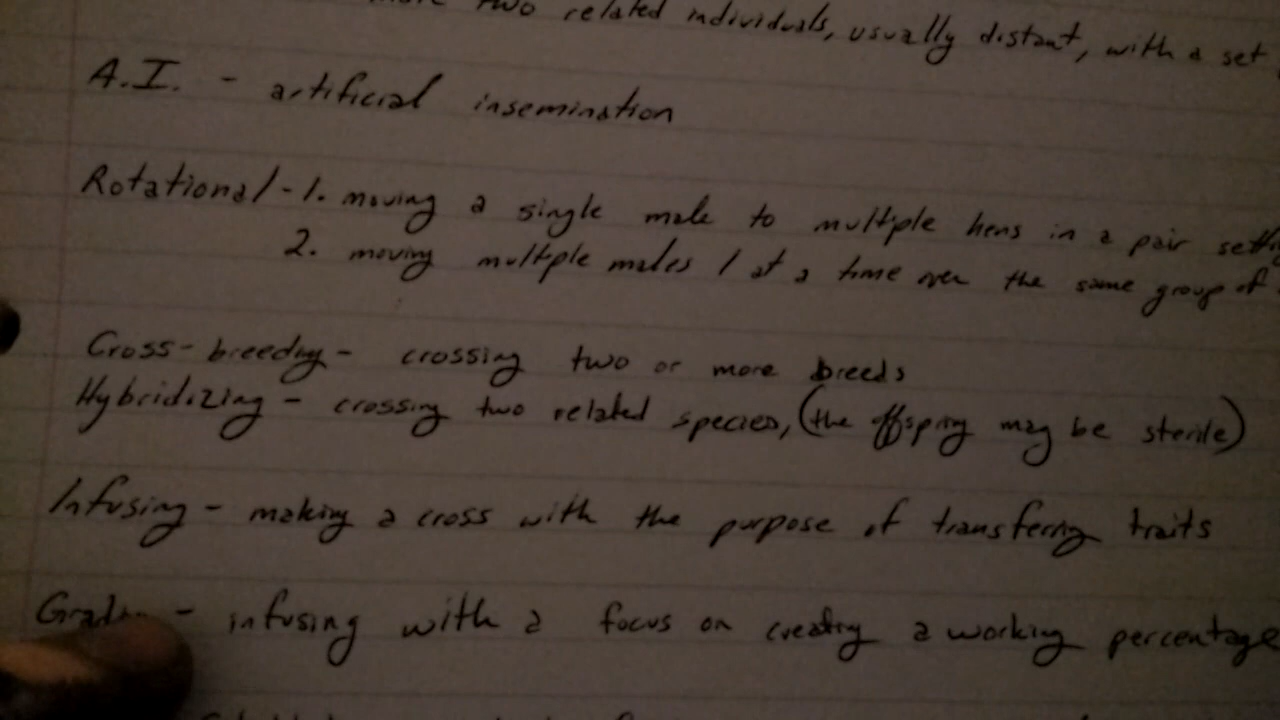 two related individuals, usually distant, with a set
A.I. - artificial insemination
Rotational - 1. moving a single male to multiple hens in a pair
2. moving multiple males 1 at a time over the same group of
Cross-breeding - crossing two or more breeds
Hybridizing - crossing two related species, (the offspring may be sterile)
Infusing - making a cross with the purpose of transferring traits
- infusing with a focus on creating a working percentage